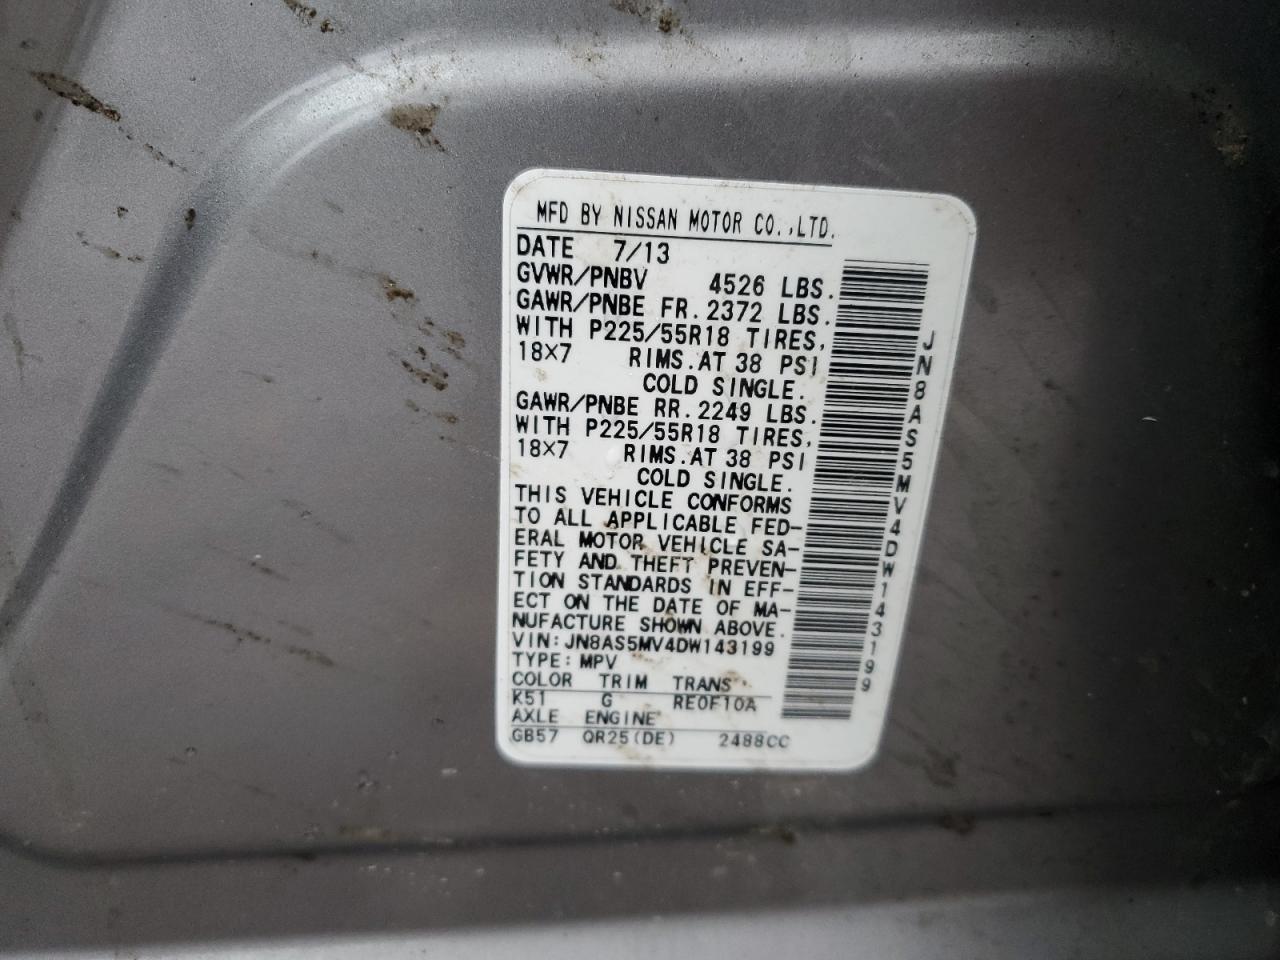 MFD BY NISSAN MOTOR CO.,LTD.
DATE 7/13
GVWR/PNBV 4526 LBS.
GAWR/PNBE FR. 2372 LBS.
WITH P225/55R18 TIRES,
18×7 RIMS.AT 38 PSI
COLD SINGLE.
GAWR/PNBE RR. 2249 LBS.
WITH P225/55R18 TIRES,
18×7 RIMS.AT 38 PSI
COLD SINGLE.
THIS VEHICLE CONFORMS
TO ALL APPLICABLE FED-
ERAL MOTOR VEHICLE SA-
FETY AND THEFT PREVEN-
TION STANDARDS IN EFF-
ECT ON THE DATE OF MA-
NUFACTURE SHOWN ABOVE.
VIN: JN8AS5MV4DW143199
TYPE: MPV
COLOR TRIM TRANS
K51 G RE0F10A
AXLE ENGINE
GB57 QR25(DE) 2488CC
JN8AS5MV4DW143199